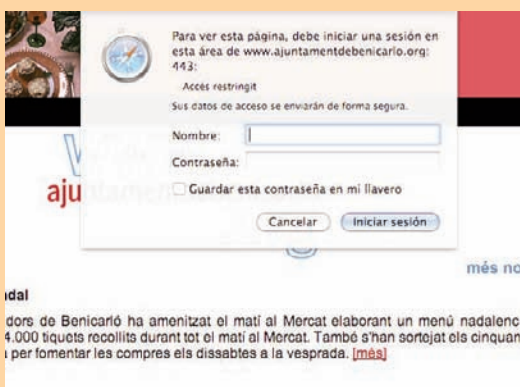 Para ver esta página, debe iniciar una sesión en
esta área de www.ajuntamentdebenicarlo.org:
443:
Accés restringit
Sus datos de acceso se enviarán de forma segura.
Nombre:
Contraseña:
Guardar esta contraseña en mi llavero
Cancelar Iniciar sesión
aju
més no
dal
dors de Benicarló ha amenitzat el matí al Mercat elaborant un menú nadalenc
4.000 tiquets recollits durant tot el matí al Mercat. També s'han sortejat els cinquan
per fomentar les compres els dissabtes a la vesprada. [més]